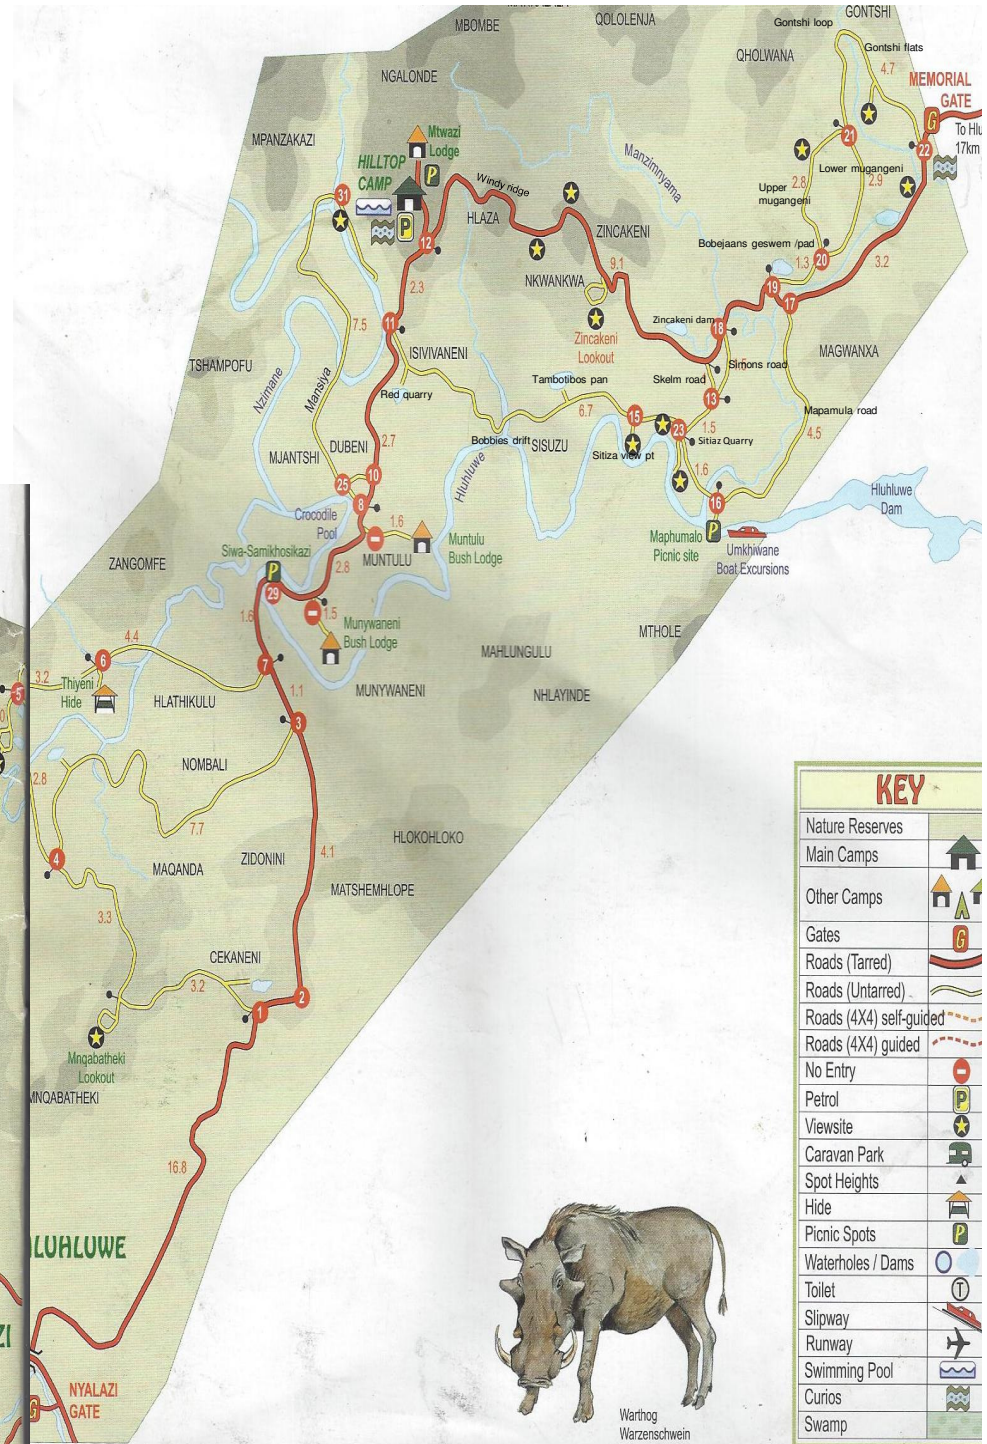 MBOMBE
QOLOLENJA
GONTSHI
Gontshi loop
QHOLWANA
Gontshi flats
4.7
NGALONDE
MEMORIAL
GATE
G
To Hlu
17km
MPANZAKAZI
Mtwazi
Lodge
HILLTOP
CAMP
P
P
21
22
Manzimnyama
Lower mugangeni
2.8
2.9
Upper
mugangeni
Windy ridge
31
HLAZA
12
ZINCAKENI
Bobejaans geswem /pad
20
1.3
3.2
9.1
NKWANKWA
2.3
19
17
Zincakeni
Lookout
Zincakeni dam
18
7.5
11
ISIVIVANENI
MAGWANXA
TSHAMPOFU
Simons road
Nzimane
Mansiya
Red quarry
Tambotibos pan
Skelm road
13
6.7
15
Mapamula road
4.5
23
1.5
Sitiaz Quarry
2.7
DUBENI
Bobbies drift
SISUZU
Sitiza view pt
MJANTSHI
Hluhluwe
1.6
25
10
8
16
Hluhluwe
Dam
Crocodile
Pool
1.6
Maphumalo
Picnic site
P
Umkhiwane
Boat Excursions
Siwa-Samikhosikazi
P
29
Muntulu
Bush Lodge
MUNTULU
2.8
ZANGOMFE
1.6
1.5
Munywaneni
Bush Lodge
MTHOLE
4.4
6
7
MAHLUNGULU
3.2
5
Thiyeni
Hide
1.1
MUNYWANENI
NHLAYINDE
HLATHIKULU
3
NOMBALI
2.8
7.7
4.1
HLOKOHLOKO
4
MAQANDA
ZIDONINI
MATSHEMHLOPE
3.3
CEKANENI
3.2
1
2
Mnqabatheki
Lookout
MNQABATHEKI
16.8
LUHLUWE
ZI
NYALAZI
GATE
G
KEY
Nature Reserves
Main Camps
Other Camps
Gates
G
Roads (Tarred)
Roads (Untarred)
Roads (4X4) self-guided
Roads (4X4) guided
No Entry
Petrol
P
Viewsite
Caravan Park
Spot Heights
Hide
Picnic Spots
P
Waterholes / Dams
Toilet
T
Slipway
Runway
Swimming Pool
Curios
Swamp
Warthog
Warzenschwein